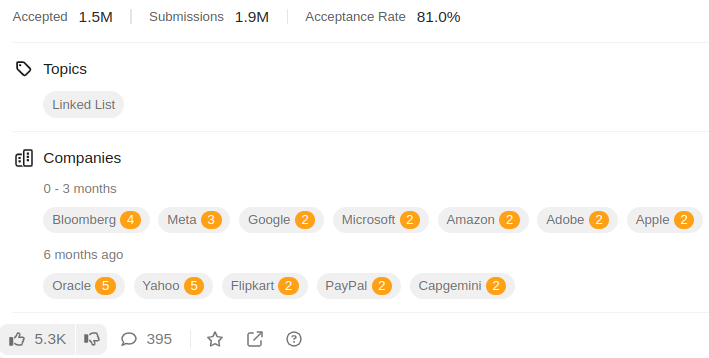 Accepted 1.5M Submissions 1.9M Acceptance Rate 81.0%
Topics
Linked List
Companies
0 - 3 months
Bloomberg 4 Meta 3 Google 2 Microsoft 2 Amazon 2 Adobe 2 Apple 2
6 months ago
Oracle 5 Yahoo 5 Flipkart 2 PayPal 2 Capgemini 2
5.3K 395